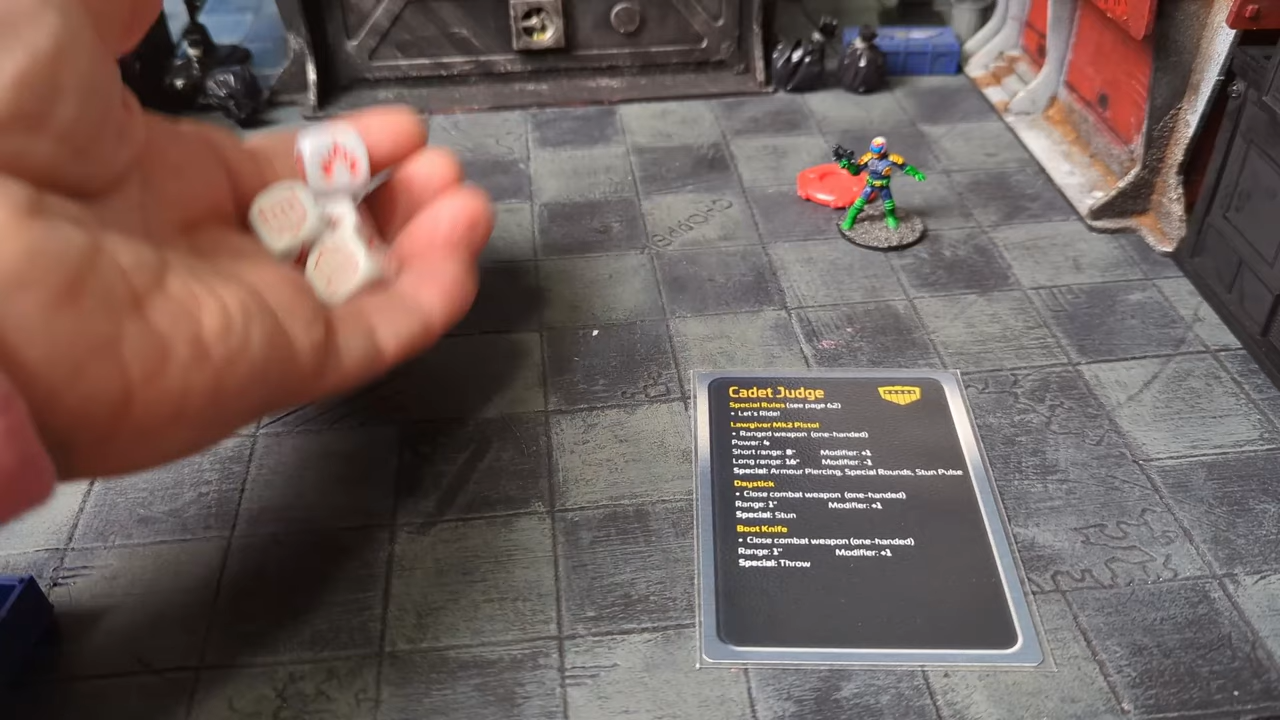 Cadet Judge
Special Rules (see page 62)
• Let's Ride!
Lawgiver Mk2 Pistol
• Ranged weapon (one-handed)
Power: 4
Short range: 8" Modifier: +1
Long range: 16" Modifier: -1
Special: Armour Piercing, Special Rounds, Stun Pulse
Daystick
• Close combat weapon (one-handed)
Range: 1" Modifier: +1
Special: Stun
Boot Knife
• Close combat weapon (one-handed)
Range: 1" Modifier: +1
Special: Throw